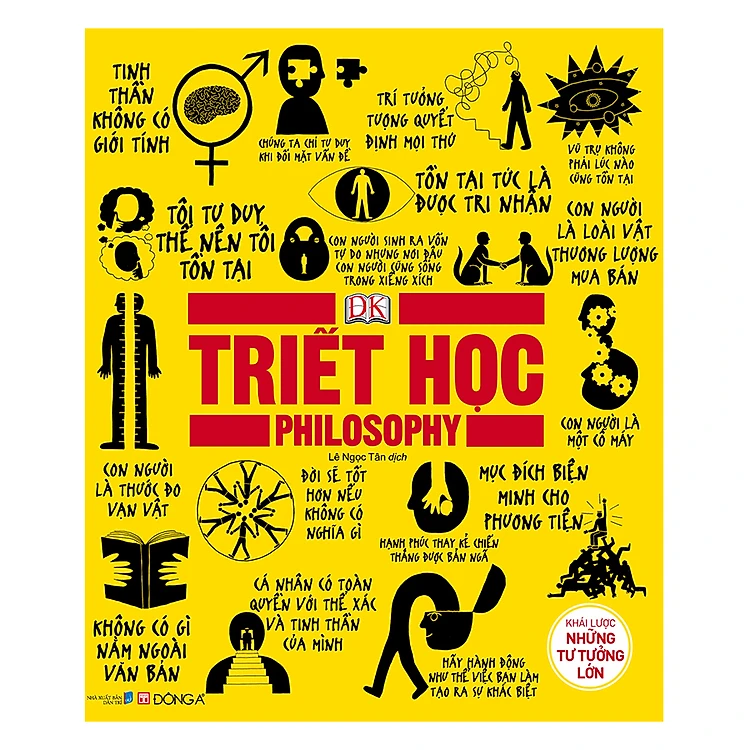 TINH
THẦN
KHÔNG CÓ
GIỚI TÍNH
CHÚNG TA CHỈ TƯ DUY
KHI ĐỐI MẶT VẤN ĐỀ
TRÍ TƯỞNG
TƯỢNG QUYẾT
ĐỊNH MỌI THỨ
VŨ TRỤ KHÔNG
PHẢI LÚC NÀO
CŨNG TỒN TẠI
TÔI TƯ DUY,
THẾ NÊN TÔI
TỒN TẠI
TỒN TẠI TỨC LÀ
ĐƯỢC TRI NHẬN
CON NGƯỜI SINH RA VỐN
TỰ DO NHƯNG NƠI ĐÂU
CON NGƯỜI CŨNG SỐNG
TRONG XIỀNG XÍCH
CON NGƯỜI
LÀ LOÀI VẬT
THƯƠNG LƯỢNG
MUA BÁN
DK
TRIẾT HỌC
PHILOSOPHY
Lê Ngọc Tân dịch
CON NGƯỜI LÀ
MỘT CỖ MÁY
CON NGƯỜI
LÀ THƯỚC ĐO
VẠN VẬT
ĐỜI SẼ TỐT
HƠN NẾU
KHÔNG CÓ
NGHĨA GÌ
HẠNH PHÚC THAY KẺ CHIẾN
THẮNG ĐƯỢC BẢN NGÃ
MỤC ĐÍCH BIỆN
MINH CHO
PHƯƠNG TIỆN
KHÔNG CÓ GÌ
NẰM NGOÀI
VĂN BẢN
CÁ NHÂN CÓ TOÀN
QUYỀN VỚI THỂ XÁC
VÀ TINH THẦN
CỦA MÌNH
HÃY HÀNH ĐỘNG
NHƯ THỂ VIỆC BẠN LÀM
TẠO RA SỰ KHÁC BIỆT
KHÁI LƯỢC
NHỮNG
TƯ TƯỞNG
LỚN
NHÀ XUẤT BẢN
DÂN TRÍ
ĐÔNG A